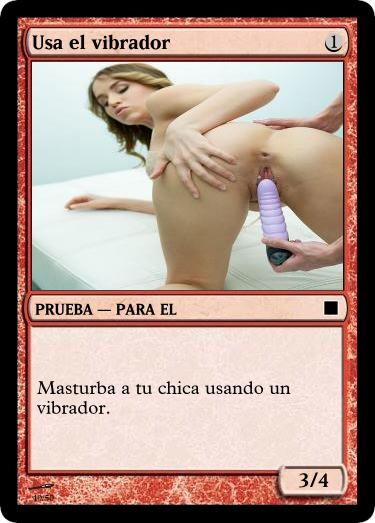 Usa el vibrador
1
PRUEBA — PARA EL
Masturba a tu chica usando un
vibrador.
3/4